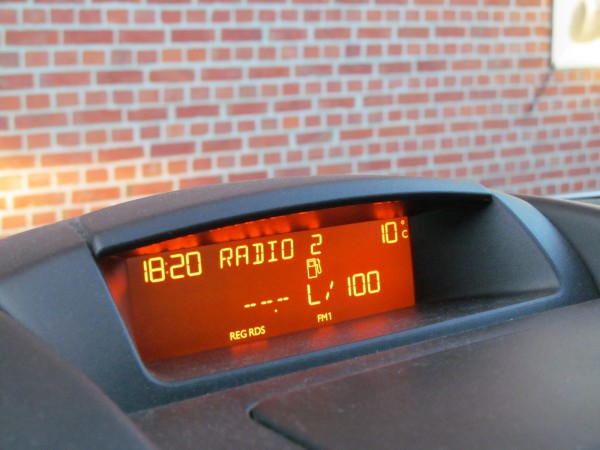 18:20 RADIO 2 10°C
--.- L/100
REG RDS FM1